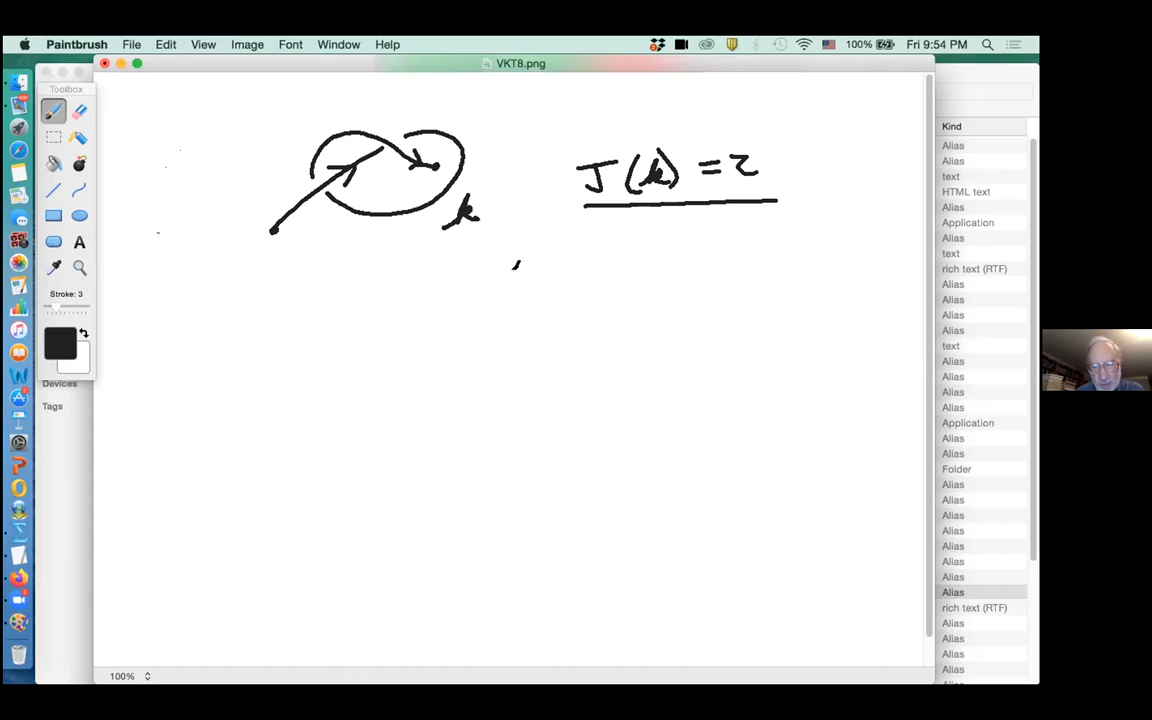 Paintbrush File Edit View Image Font Window Help 100% Fri 9:54 PM
VKT8.png
Toolbox
A
Stroke: 3
Devices
Tags
J(k) = 2
k
100%
Kind
Alias
Alias
text
HTML text
Alias
Application
Alias
text
rich text (RTF)
Alias
Alias
Alias
Alias
text
Alias
Alias
Alias
Alias
Application
Alias
Alias
Folder
Alias
Alias
Alias
Alias
Alias
Alias
Alias
Alias
rich text (RTF)
Alias
Alias
Alias
Alias
Alias